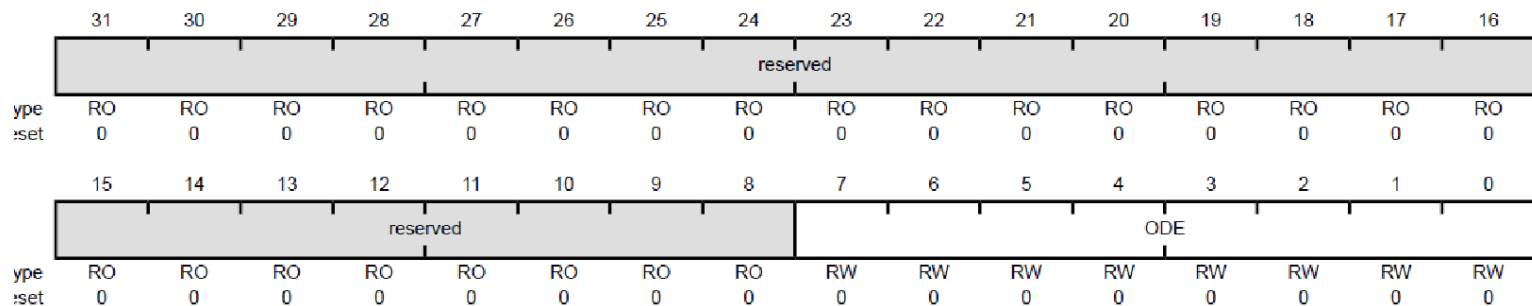 31 30 29 28 27 26 25 24 23 22 21 20 19 18 17 16
reserved
ype RO RO RO RO RO RO RO RO RO RO RO RO RO RO RO RO
set 0 0 0 0 0 0 0 0 0 0 0 0 0 0 0 0
15 14 13 12 11 10 9 8 7 6 5 4 3 2 1 0
reserved ODE
ype RO RO RO RO RO RO RO RO RW RW RW RW RW RW RW RW
set 0 0 0 0 0 0 0 0 0 0 0 0 0 0 0 0